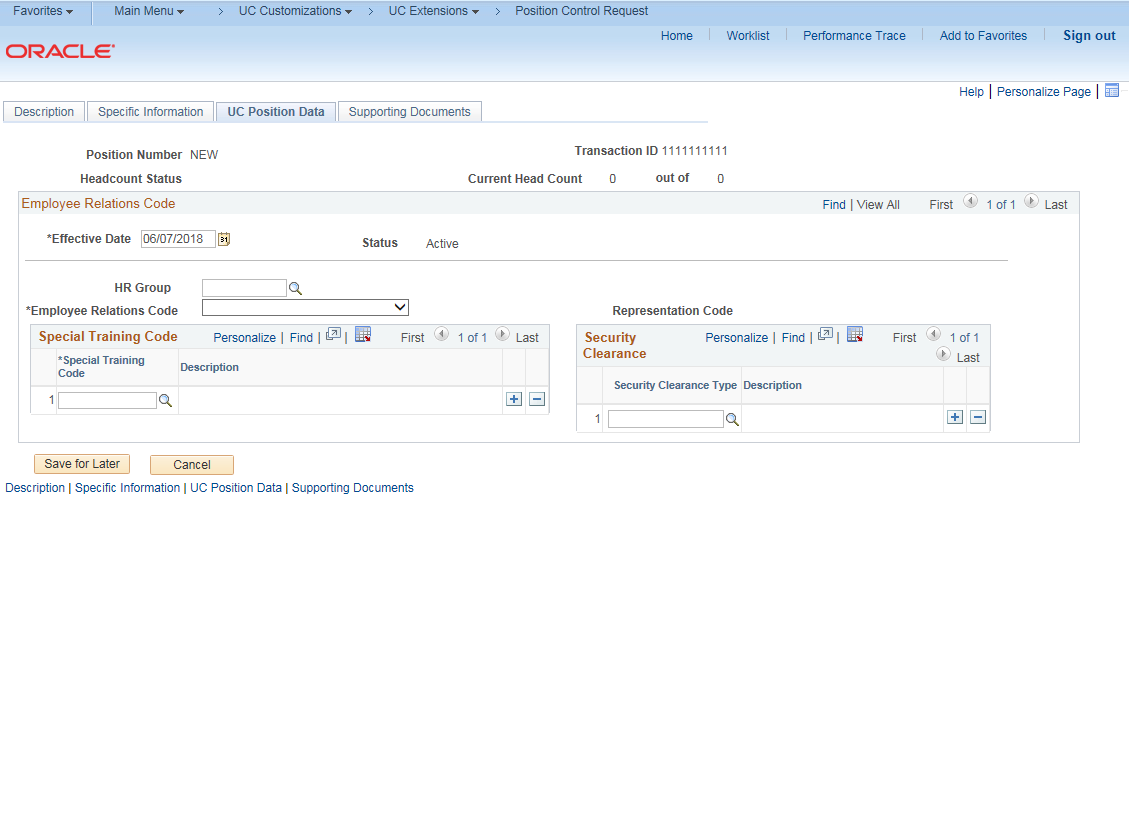 Favorites Main Menu > UC Customizations > UC Extensions > Position Control Request
Home Worklist Performance Trace Add to Favorites Sign out
ORACLE
Help | Personalize Page |
Description Specific Information UC Position Data Supporting Documents
Position Number NEW Transaction ID 1111111111
Headcount Status Current Head Count 0 out of 0
Employee Relations Code Find | View All First 1 of 1 Last
*Effective Date 06/07/2018 31 Status Active
HR Group
*Employee Relations Code Representation Code
Special Training Code Personalize | Find | | First 1 of 1 Last
*Special Training Code Description
1
Security Clearance Personalize | Find | | First 1 of 1 Last
Security Clearance Type Description
1
Save for Later Cancel
Description | Specific Information | UC Position Data | Supporting Documents